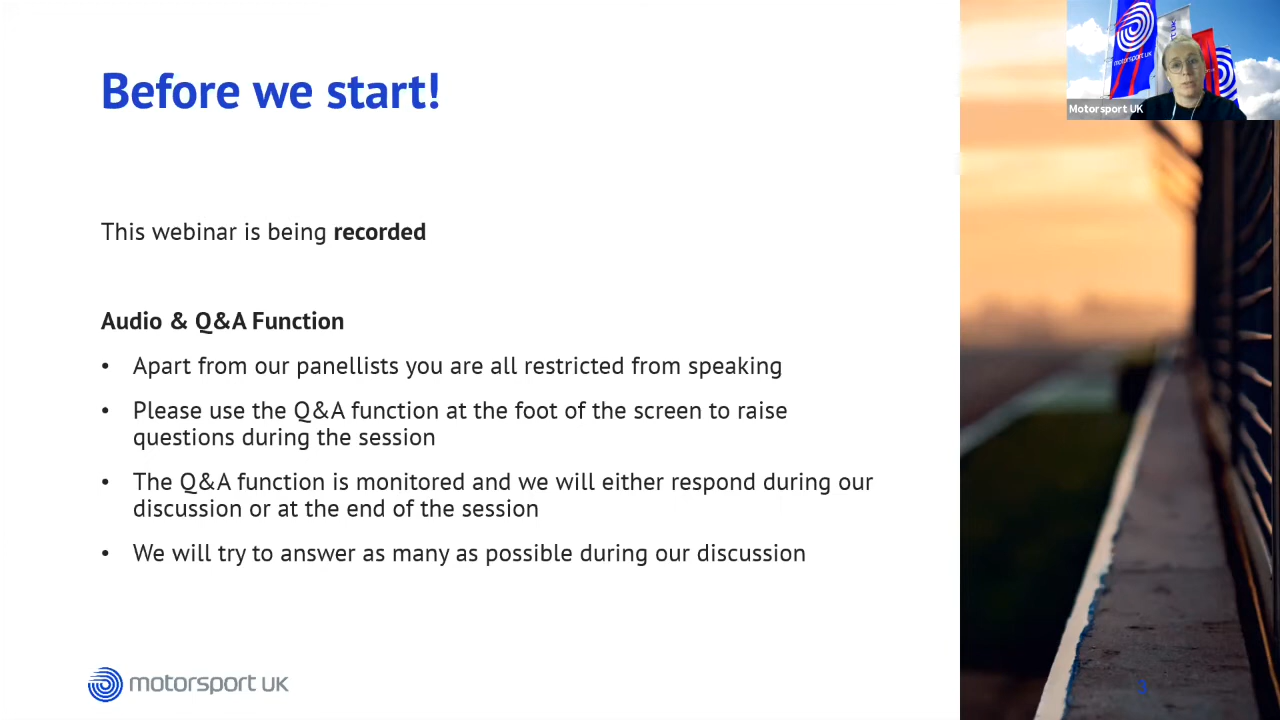 Before we start!
This webinar is being recorded
Audio & Q&A Function
• Apart from our panellists you are all restricted from speaking
• Please use the Q&A function at the foot of the screen to raise
questions during the session
• The Q&A function is monitored and we will either respond during our
discussion or at the end of the session
• We will try to answer as many as possible during our discussion
motorsport UK
motorsport UK
Motorsport UK